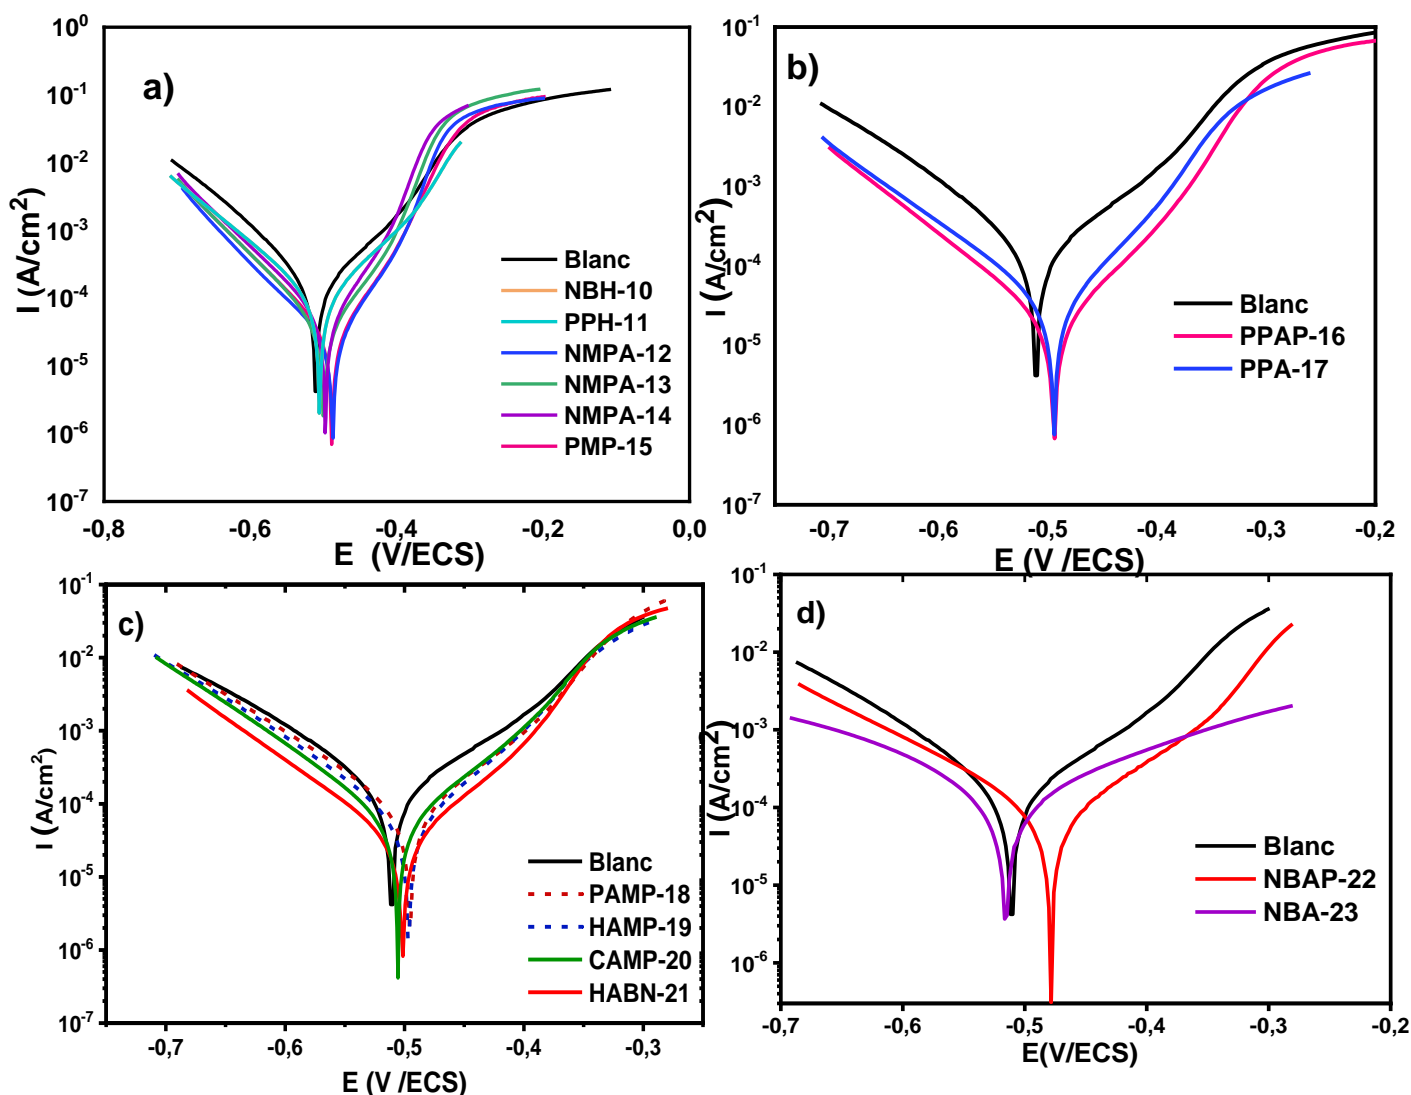 a)
10^0
10^-1
10^-2
10^-3
10^-4
10^-5
10^-6
10^-7
I (A/cm^2)
Blanc
NBH-10
PPH-11
NMPA-12
NMPA-13
NMPA-14
PMP-15
-0,8
-0,6
-0,4
-0,2
0,0
E (V/ECS)
b)
10^-1
10^-2
10^-3
10^-4
10^-5
10^-6
10^-7
I (A/cm^2)
Blanc
PPAP-16
PPA-17
-0,7
-0,6
-0,5
-0,4
-0,3
-0,2
E (V /ECS)
c)
10^-1
10^-2
10^-3
10^-4
10^-5
10^-6
10^-7
I (A/cm^2)
Blanc
PAMP-18
HAMP-19
CAMP-20
HABN-21
-0,7
-0,6
-0,5
-0,4
-0,3
E (V /ECS)
d)
10^-1
10^-2
10^-3
10^-4
10^-5
10^-6
I (A/cm^2)
Blanc
NBAP-22
NBA-23
-0,7
-0,6
-0,5
-0,4
-0,3
-0,2
E(V/ECS)